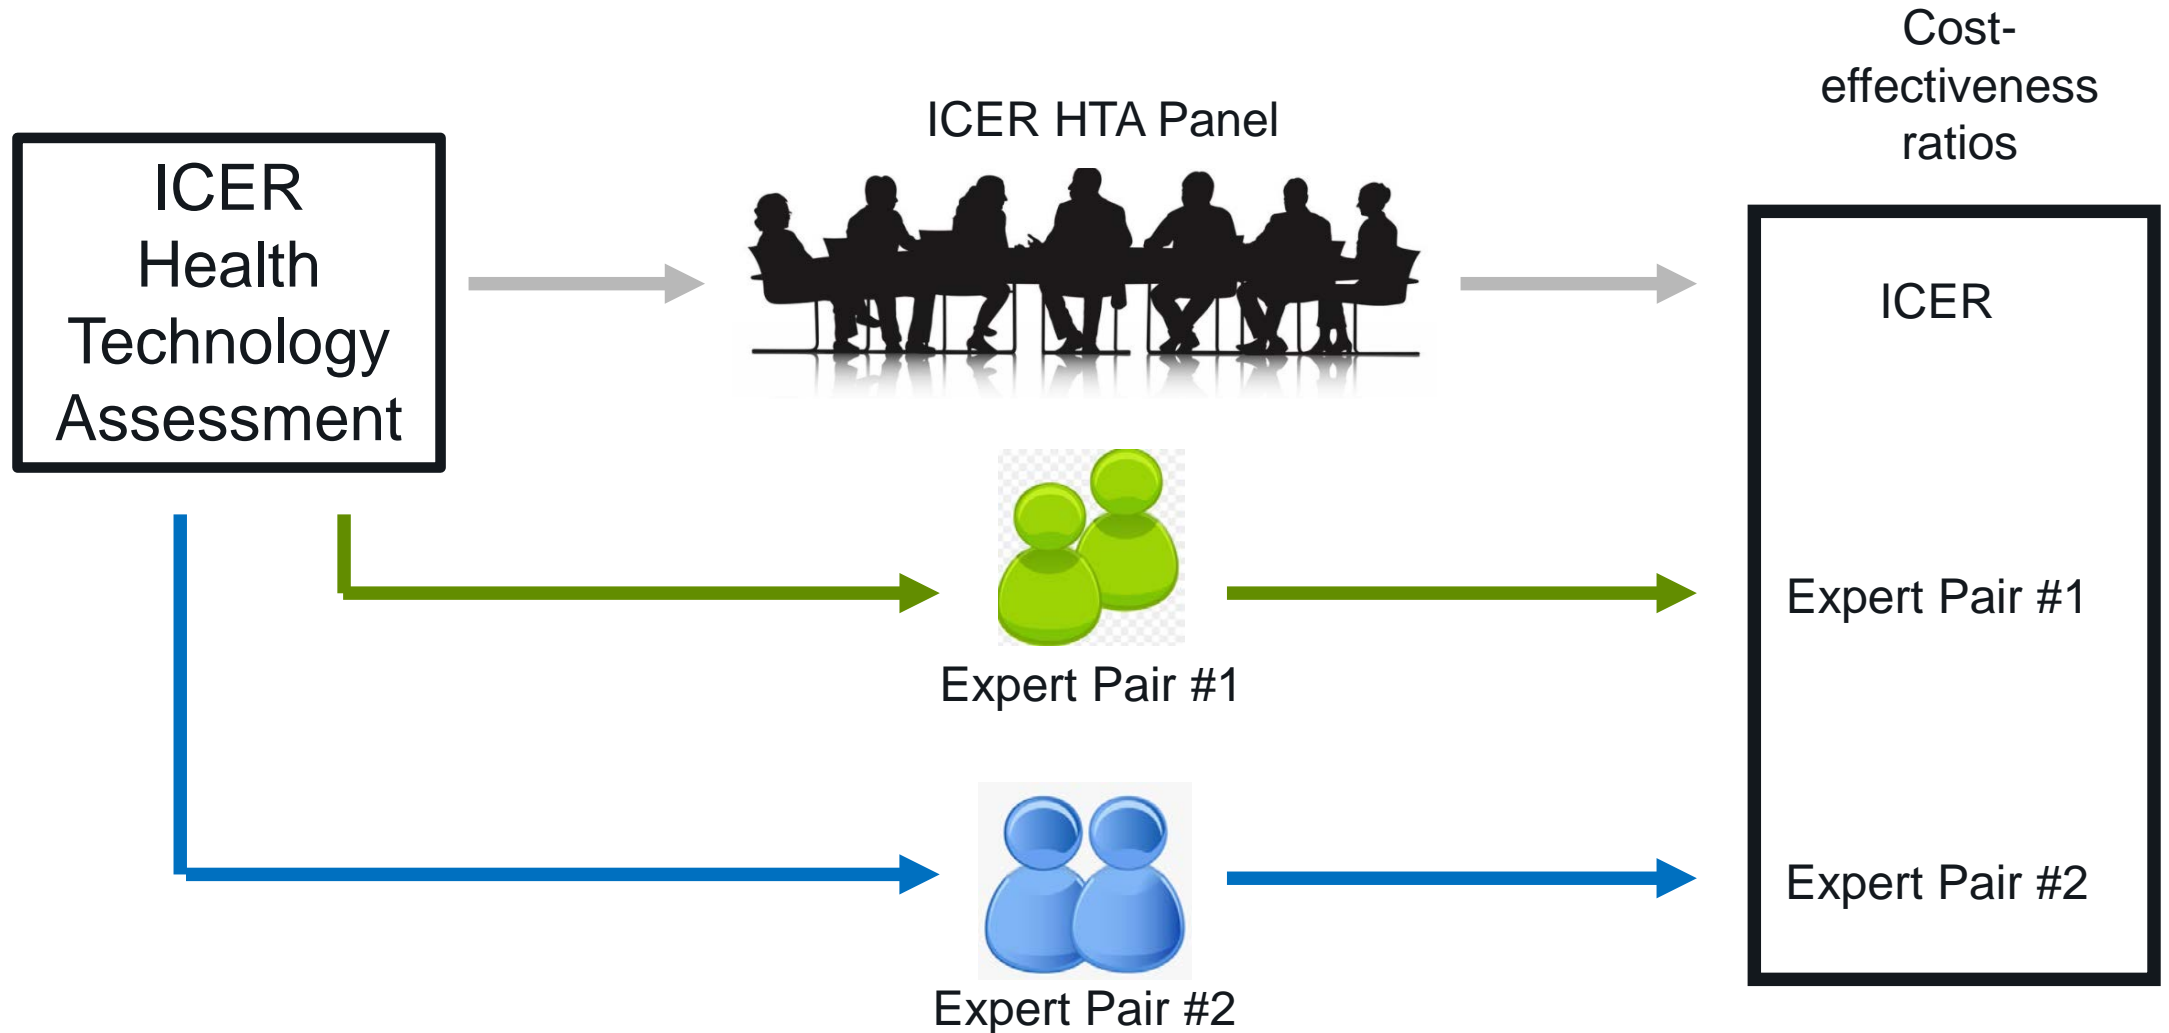 ICER
Health
Technology
Assessment
ICER HTA Panel
Expert Pair #1
Expert Pair #2
Cost-
effectiveness
ratios
ICER
Expert Pair #1
Expert Pair #2